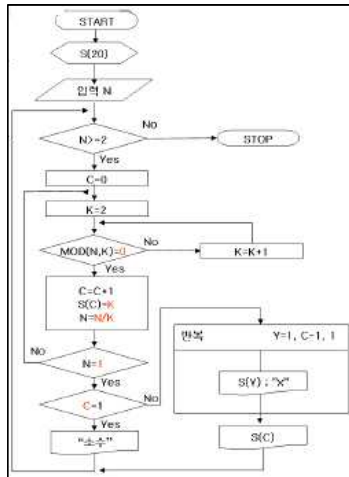 START
S(20)
입력 N
N>=2
No
STOP
Yes
C=0
K=2
MOD(N,K)=0
No
K=K+1
Yes
C=C+1
S(C)=K
N=N/K
No
N=1
Yes
C=1
No
Yes
"소수"
반복 Y=1, C-1, 1
S(Y) ; "X"
S(C)